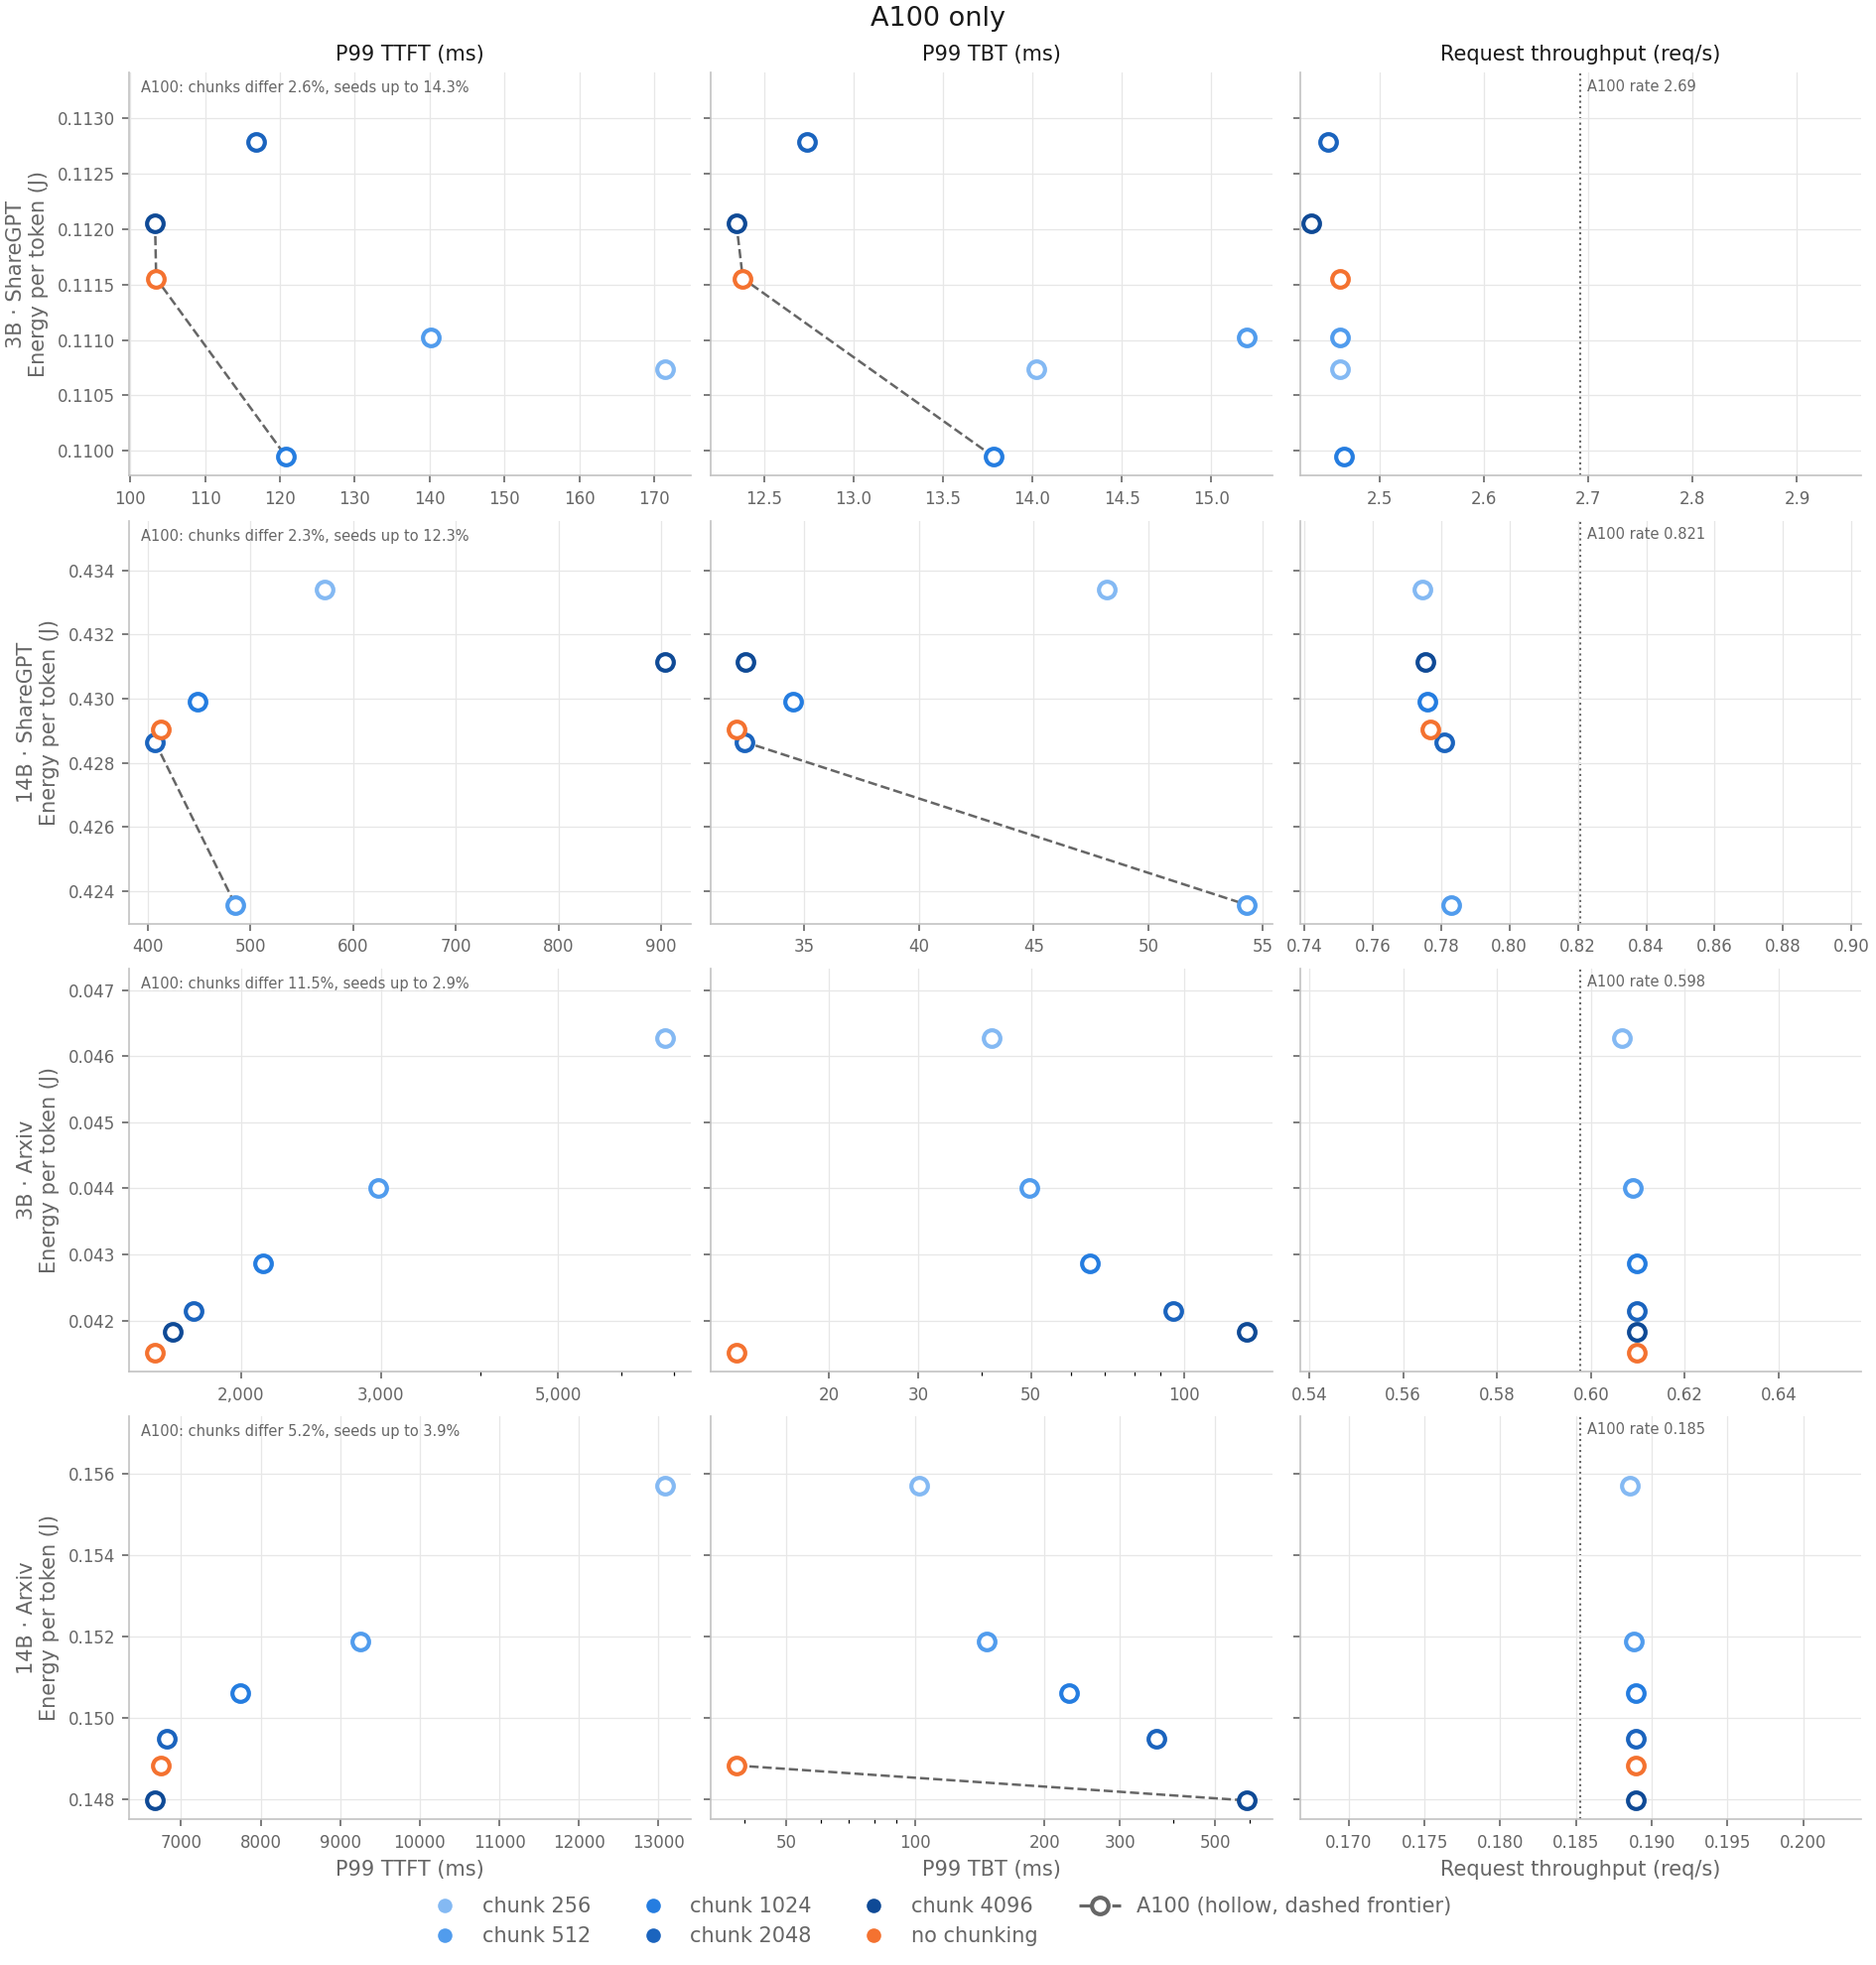 A100 only
P99 TTFT (ms)
P99 TBT (ms)
Request throughput (req/s)
3B · ShareGPT
Energy per token (J)
A100: chunks differ 2.6%, seeds up to 14.3%
A100 rate 2.69
0.1130
0.1125
0.1120
0.1115
0.1110
0.1105
0.1100
100 110 120 130 140 150 160 170
12.5 13.0 13.5 14.0 14.5 15.0
2.5 2.6 2.7 2.8 2.9
14B · ShareGPT
Energy per token (J)
A100: chunks differ 2.3%, seeds up to 12.3%
A100 rate 0.821
0.434
0.432
0.430
0.428
0.426
0.424
400 500 600 700 800 900
35 40 45 50 55
0.74 0.76 0.78 0.80 0.82 0.84 0.86 0.88 0.90
3B · Arxiv
Energy per token (J)
A100: chunks differ 11.5%, seeds up to 2.9%
A100 rate 0.598
0.047
0.046
0.045
0.044
0.043
0.042
2,000 3,000 5,000
20 30 50 100
0.54 0.56 0.58 0.60 0.62 0.64
14B · Arxiv
Energy per token (J)
A100: chunks differ 5.2%, seeds up to 3.9%
A100 rate 0.185
0.156
0.154
0.152
0.150
0.148
7000 8000 9000 10000 11000 12000 13000
50 100 200 300 500
0.170 0.175 0.180 0.185 0.190 0.195 0.200
P99 TTFT (ms)
P99 TBT (ms)
Request throughput (req/s)
chunk 256
chunk 512
chunk 1024
chunk 2048
chunk 4096
no chunking
A100 (hollow, dashed frontier)